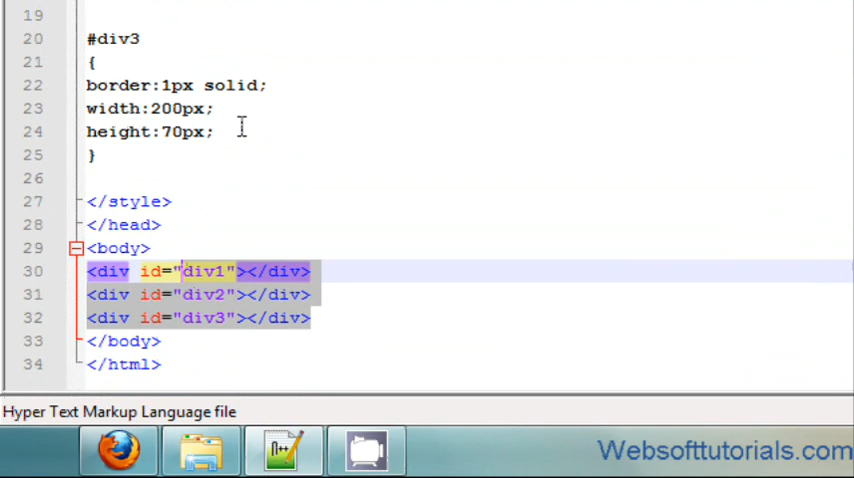 19
20 #div3
21 {
22 border:1px solid;
23 width:200px;
24 height:70px;
25 }
26
27 </style>
28 </head>
29 <body>
30 <div id="div1"></div>
31 <div id="div2"></div>
32 <div id="div3"></div>
33 </body>
34 </html>
Hyper Text Markup Language file
Websofttutorials.com